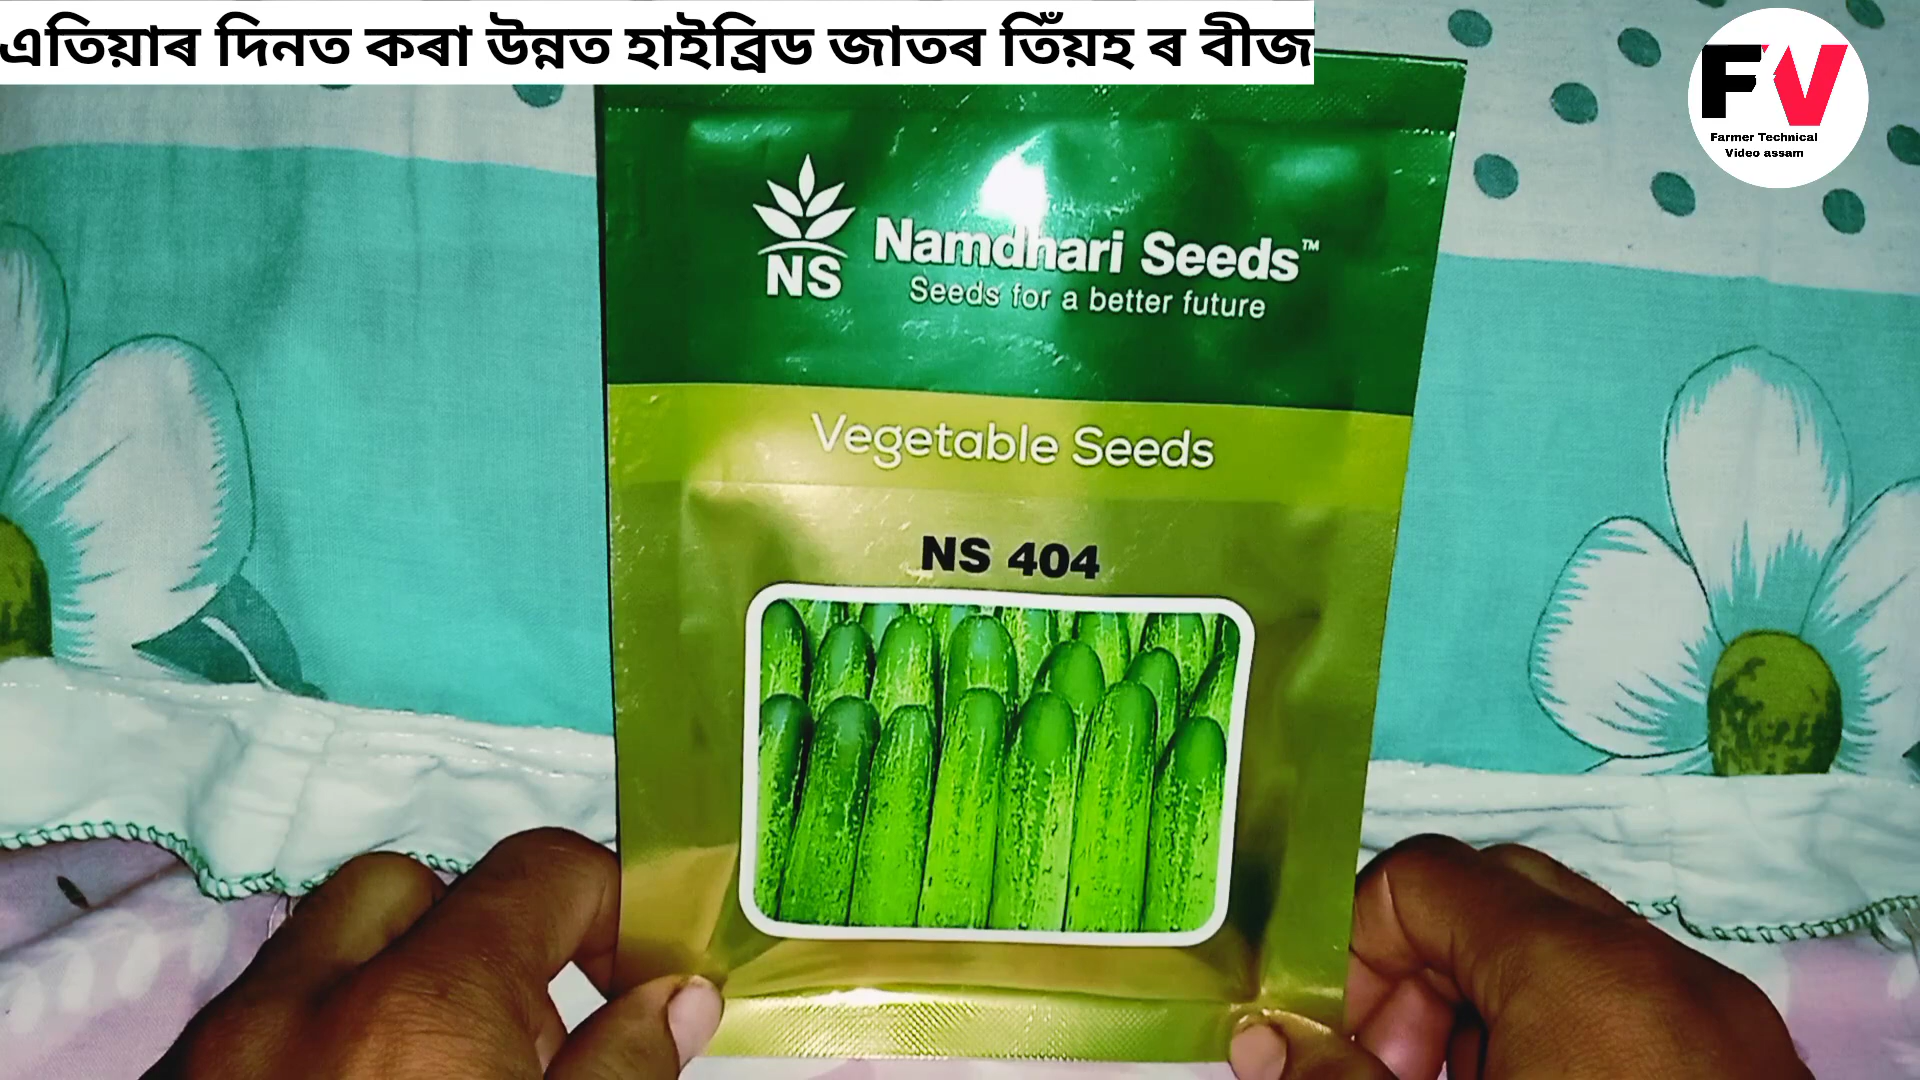 এতিয়াৰ দিনত কৰা উন্নত হাইব্ৰিড জাতৰ তিঁয়হ ৰ বীজ
FV
Farmer Technical
Video assam
NS
Namdhari Seeds™
Seeds for a better future
Vegetable Seeds
NS 404